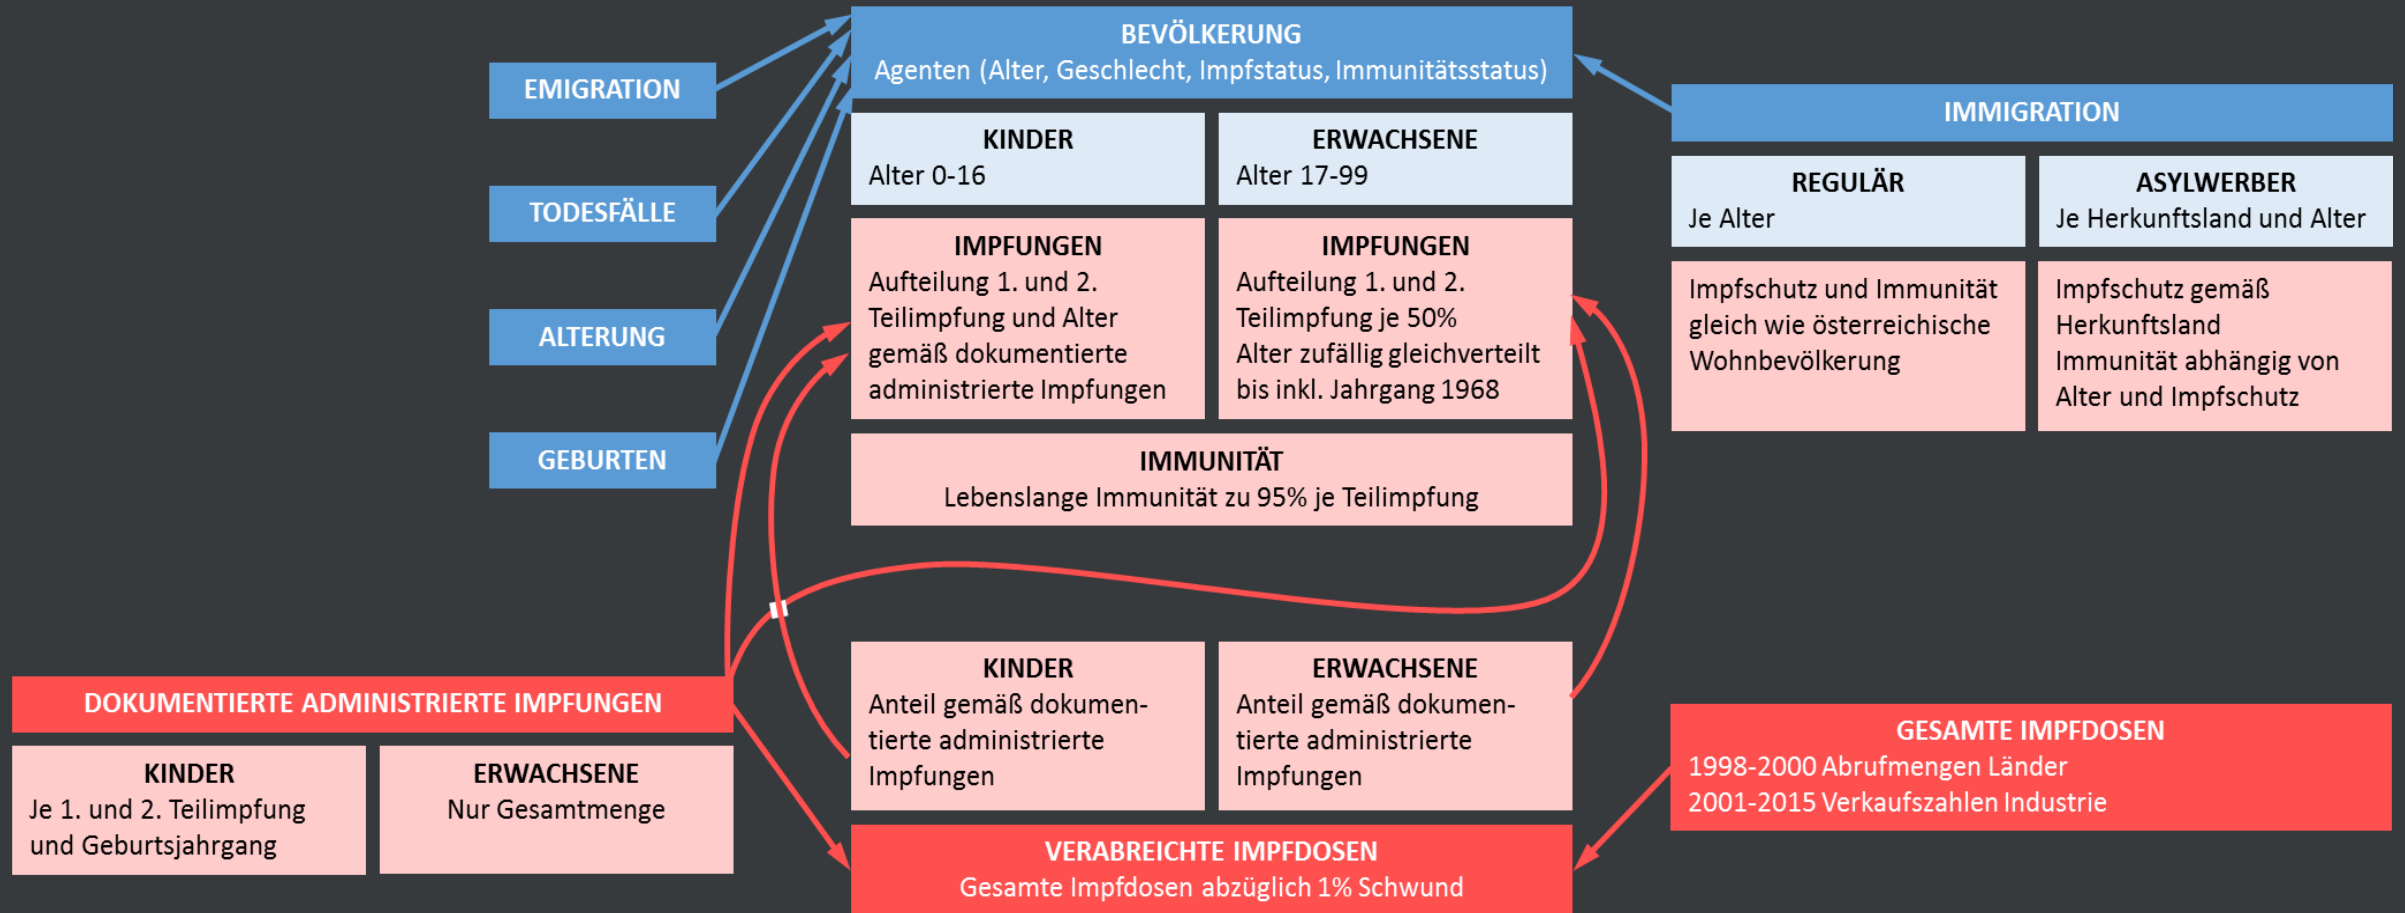 BEVÖLKERUNG
Agenten (Alter, Geschlecht, Impfstatus, Immunitätsstatus)
EMIGRATION
TODESFÄLLE
ALTERUNG
GEBURTEN
KINDER
Alter 0-16
ERWACHSENE
Alter 17-99
IMPFUNGEN
Aufteilung 1. und 2.
Teilimpfung und Alter
gemäß dokumentierte
administrierte Impfungen
IMPFUNGEN
Aufteilung 1. und 2.
Teilimpfung je 50%
Alter zufällig gleichverteilt
bis inkl. Jahrgang 1968
IMMUNITÄT
Lebenslange Immunität zu 95% je Teilimpfung
IMMIGRATION
REGULÄR
Je Alter
ASYLWERBER
Je Herkunftsland und Alter
Impfschutz und Immunität
gleich wie österreichische
Wohnbevölkerung
Impfschutz gemäß
Herkunftsland
Immunität abhängig von
Alter und Impfschutz
DOKUMENTIERTE ADMINISTRIERTE IMPFUNGEN
KINDER
Je 1. und 2. Teilimpfung
und Geburtsjahrgang
ERWACHSENE
Nur Gesamtmenge
KINDER
Anteil gemäß dokumen-
tierte administrierte
Impfungen
ERWACHSENE
Anteil gemäß dokumen-
tierte administrierte
Impfungen
VERABREICHTE IMPFDOSEN
Gesamte Impfdosen abzüglich 1% Schwund
GESAMTE IMPFDOSEN
1998-2000 Abrufmengen Länder
2001-2015 Verkaufszahlen Industrie